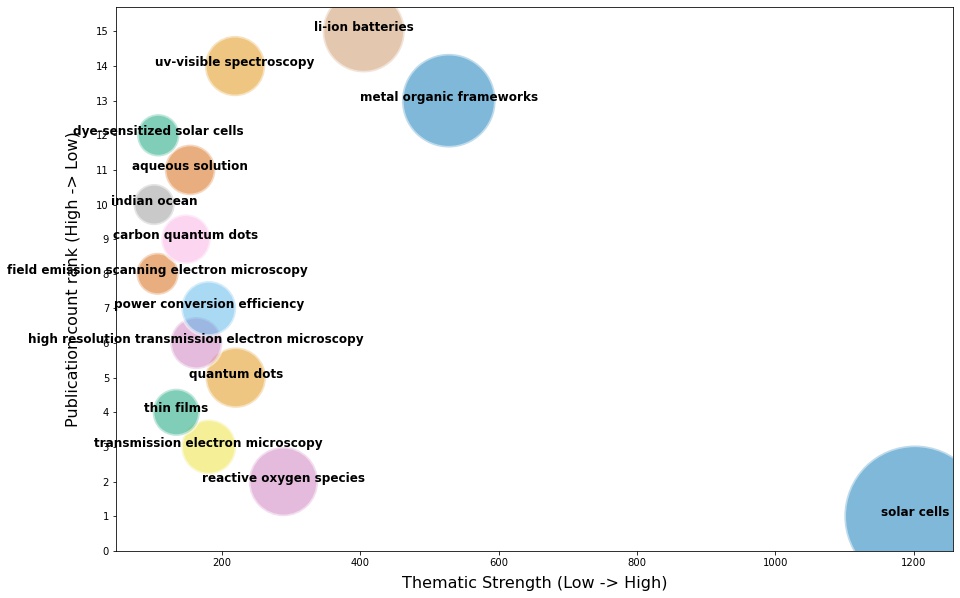 15
li-ion batteries
14
uv-visible spectroscopy
13
metal organic frameworks
12
dye-sensitized solar cells
11
aqueous solution
10
indian ocean
9
carbon quantum dots
8
field emission scanning electron microscopy
7
power conversion efficiency
6
high resolution transmission electron microscopy
5
quantum dots
4
thin films
3
transmission electron microscopy
2
reactive oxygen species
1
solar cells
0
Publication count rank (High -> Low)
200 400 600 800 1000 1200
Thematic Strength (Low -> High)